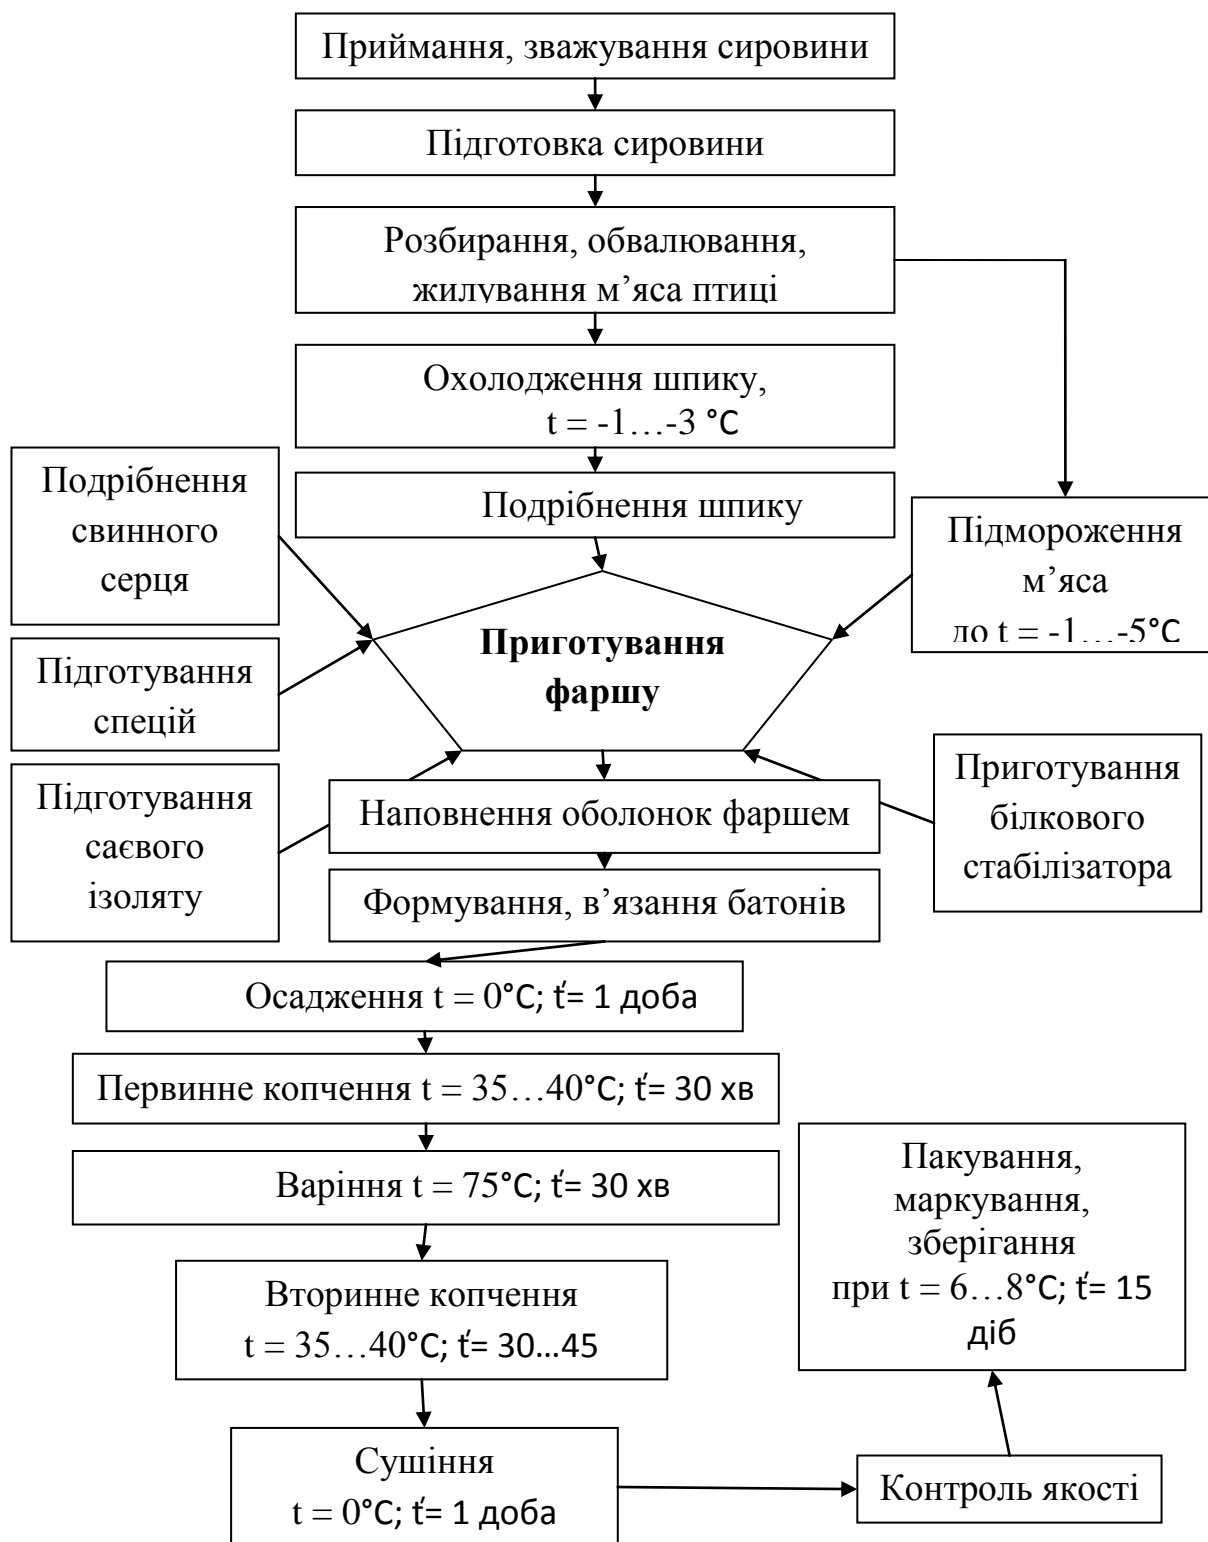 Приймання, зважування сировини
Підготовка сировини
Розбирання, обвалювання,
жилування м’яса птиці
Охолодження шпику,
t = -1…-3 °C
Подрібнення
свинного
серця
Подрібнення шпику
Підмороження
м’яса
до t = -1…-5°C
Приготування
фаршу
Підготування
спецій
Підготування
саєвого
ізоляту
Наповнення оболонок фаршем
Приготування
білкового
стабілізатора
Формування, в’язання батонів
Осадження t = 0°C; ť= 1 доба
Первинне копчення t = 35…40°C; ť= 30 хв
Варіння t = 75°C; ť= 30 хв
Вторинне копчення
t = 35…40°C; ť= 30…45
Сушіння
t = 0°C; ť= 1 доба
Контроль якості
Пакування,
маркування,
зберігання
при t = 6…8°C; ť= 15
діб